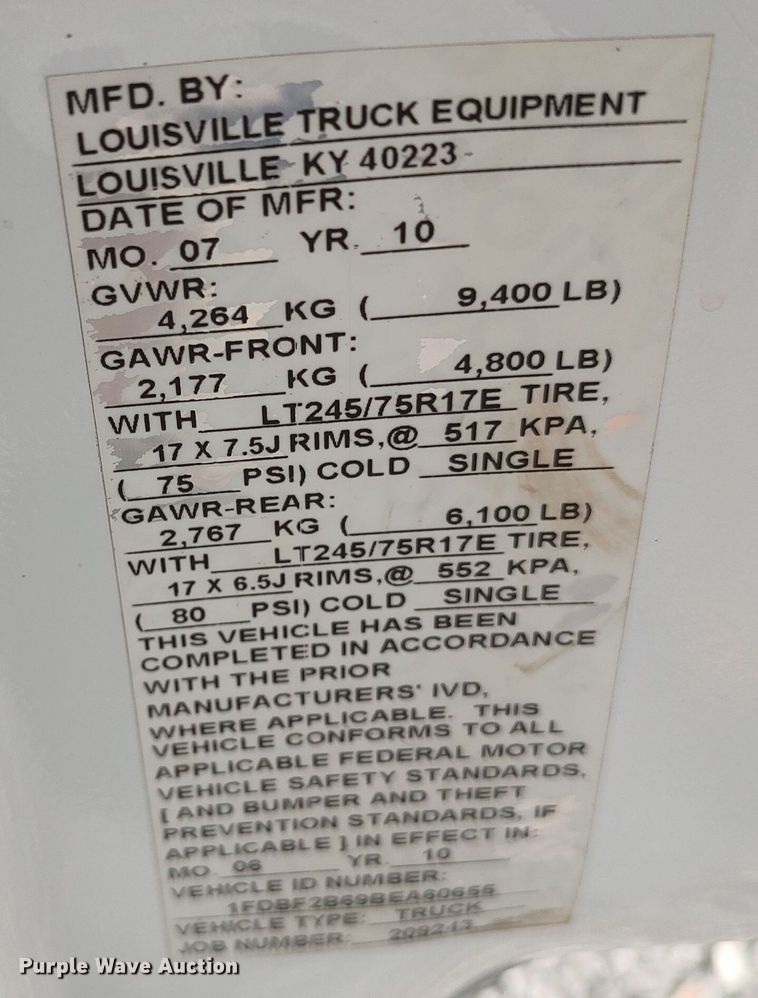 MFD. BY:
LOUISVILLE TRUCK EQUIPMENT
LOUISVILLE KY 40223-
DATE OF MFR:
MO. 07 YR. 10
GVWR:
4,264 KG ( 9,400 LB)
GAWR-FRONT:
2,177 KG ( 4,800 LB)
WITH LT245/75R17E TIRE,
17 X 7.5J RIMS,@ 517 KPA,
( 75 PSI) COLD SINGLE
GAWR-REAR:
2,767 KG ( 6,100 LB)
WITH LT245/75R17E TIRE,
17 X 6.5J RIMS,@ 552 KPA,
( 80 PSI) COLD SINGLE
THIS VEHICLE HAS BEEN
COMPLETED IN ACCORDANCE
WITH THE PRIOR
MANUFACTURERS' IVD,
WHERE APPLICABLE. THIS
VEHICLE CONFORMS TO ALL
APPLICABLE FEDERAL MOTOR
VEHICLE SAFETY STANDARDS,
[ AND BUMPER AND THEFT
PREVENTION STANDARDS, IF
APPLICABLE ] IN EFFECT IN:
MO 06 YR 10
VEHICLE ID NUMBER:
1FDBF2B69BEA60655
VEHICLE TYPE: TRUCK
JOB NUMBER: 209243
Purple Wave Auction